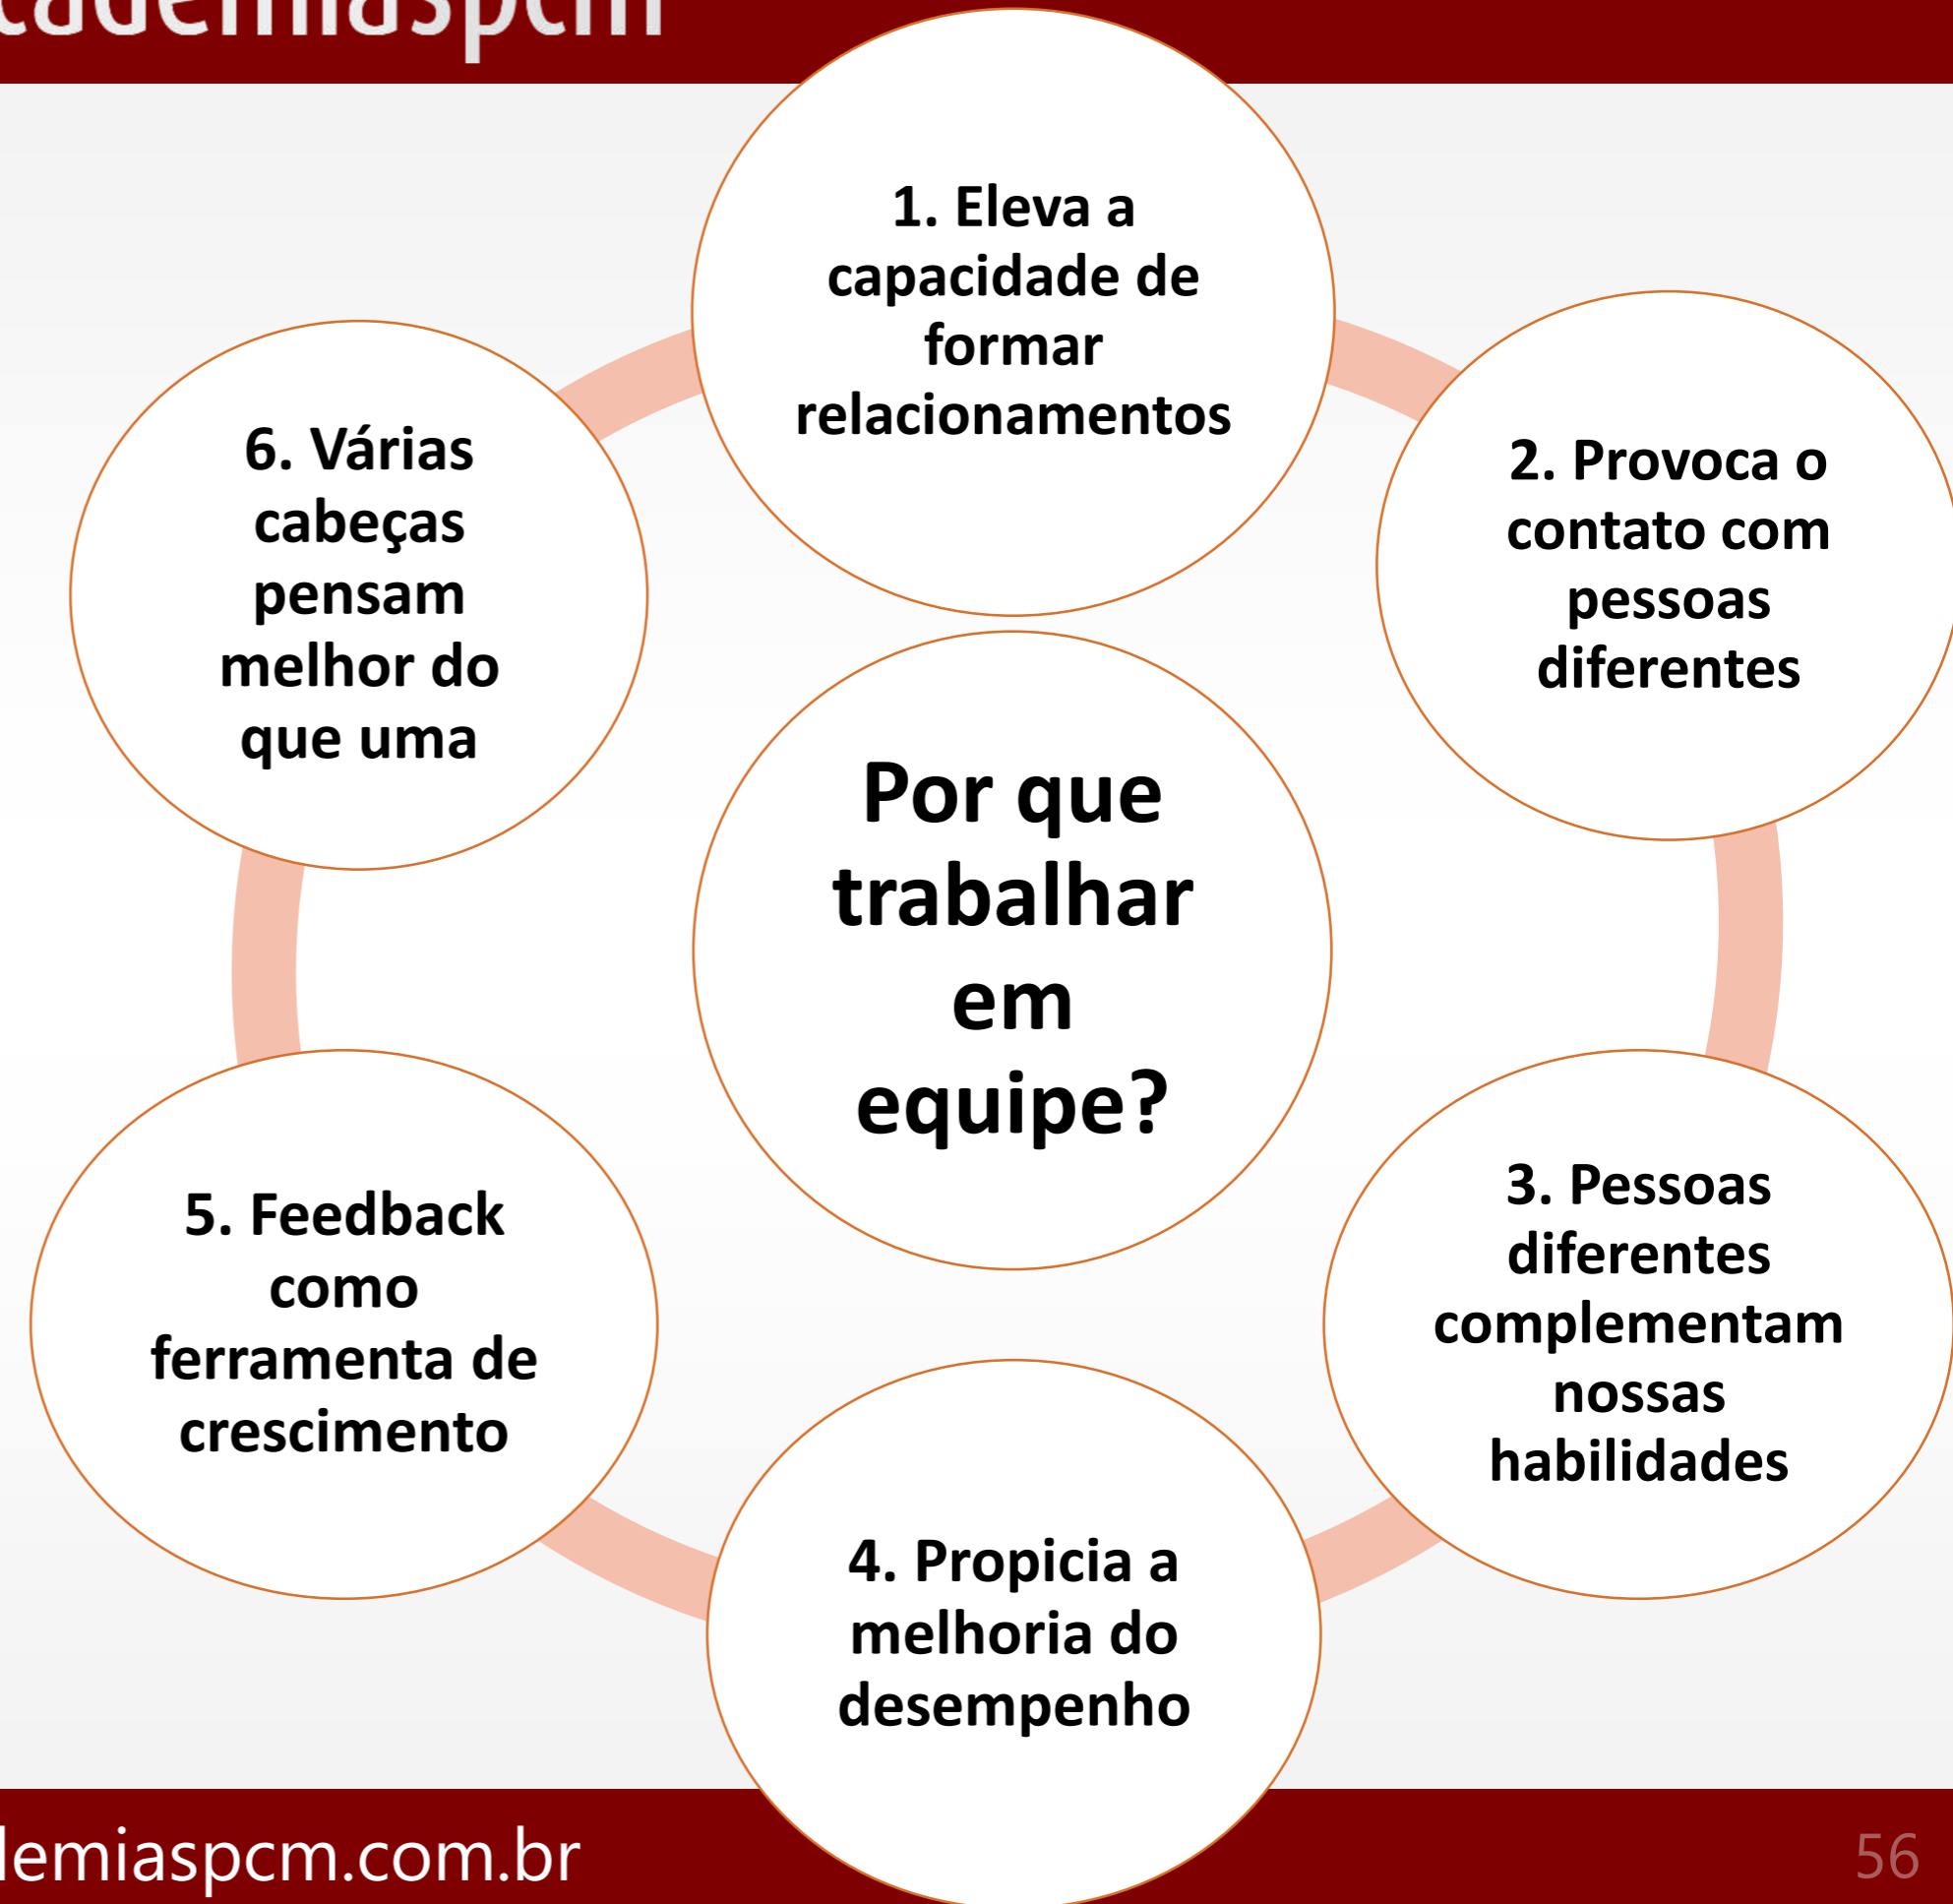 cademiaspcm
1. Eleva a
capacidade de
formar
relacionamentos
2. Provoca o
contato com
pessoas
diferentes
3. Pessoas
diferentes
complementam
nossas
habilidades
4. Propicia a
melhoria do
desempenho
5. Feedback
como
ferramenta de
crescimento
6. Várias
cabeças
pensam
melhor do
que uma
Por que
trabalhar
em
equipe?
demiaspcm.com.br
56